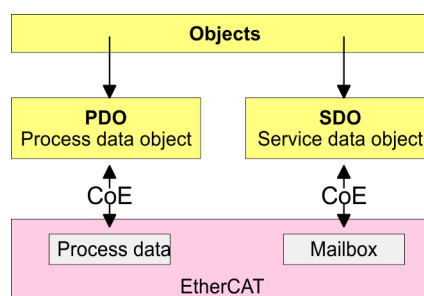 Objects
PDO
Process data object
SDO
Service data object
CoE
CoE
Process data
Mailbox
EtherCAT